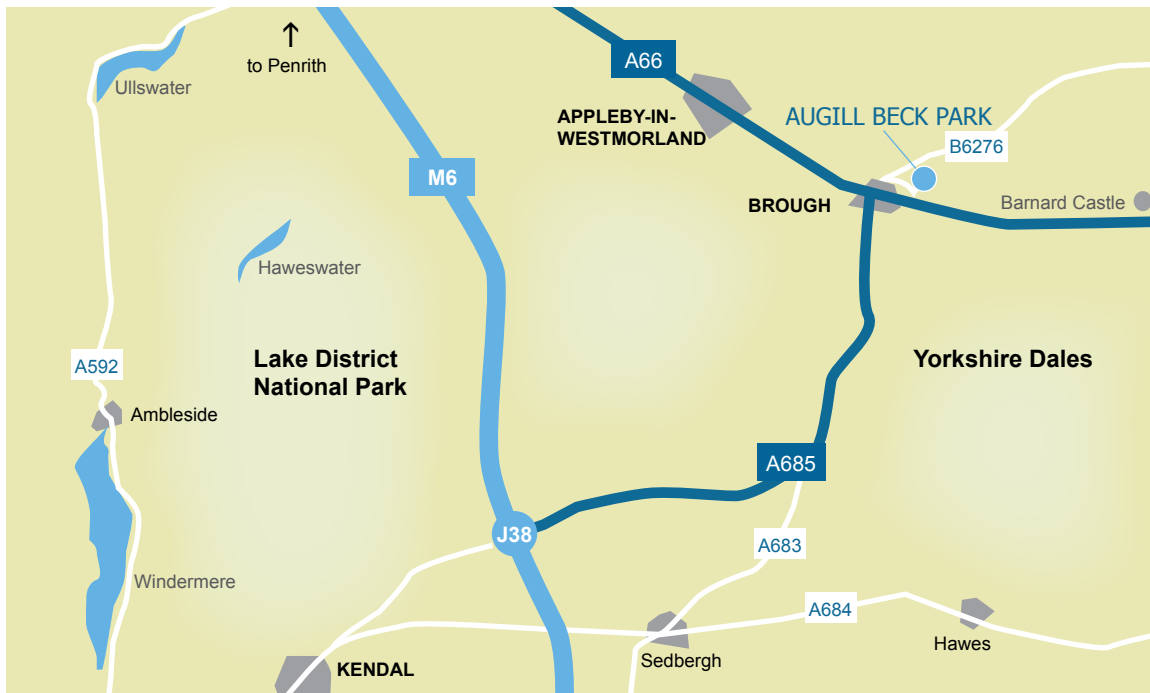 ↑
to Penrith
Ullswater
A66
APPLEBY-IN-
WESTMORLAND
AUGILL BECK PARK
B6276
M6
BROUGH
Barnard Castle
Haweswater
Lake District
National Park
A592
Yorkshire Dales
Ambleside
A685
J38
A683
Windermere
A684
Hawes
Sedbergh
KENDAL